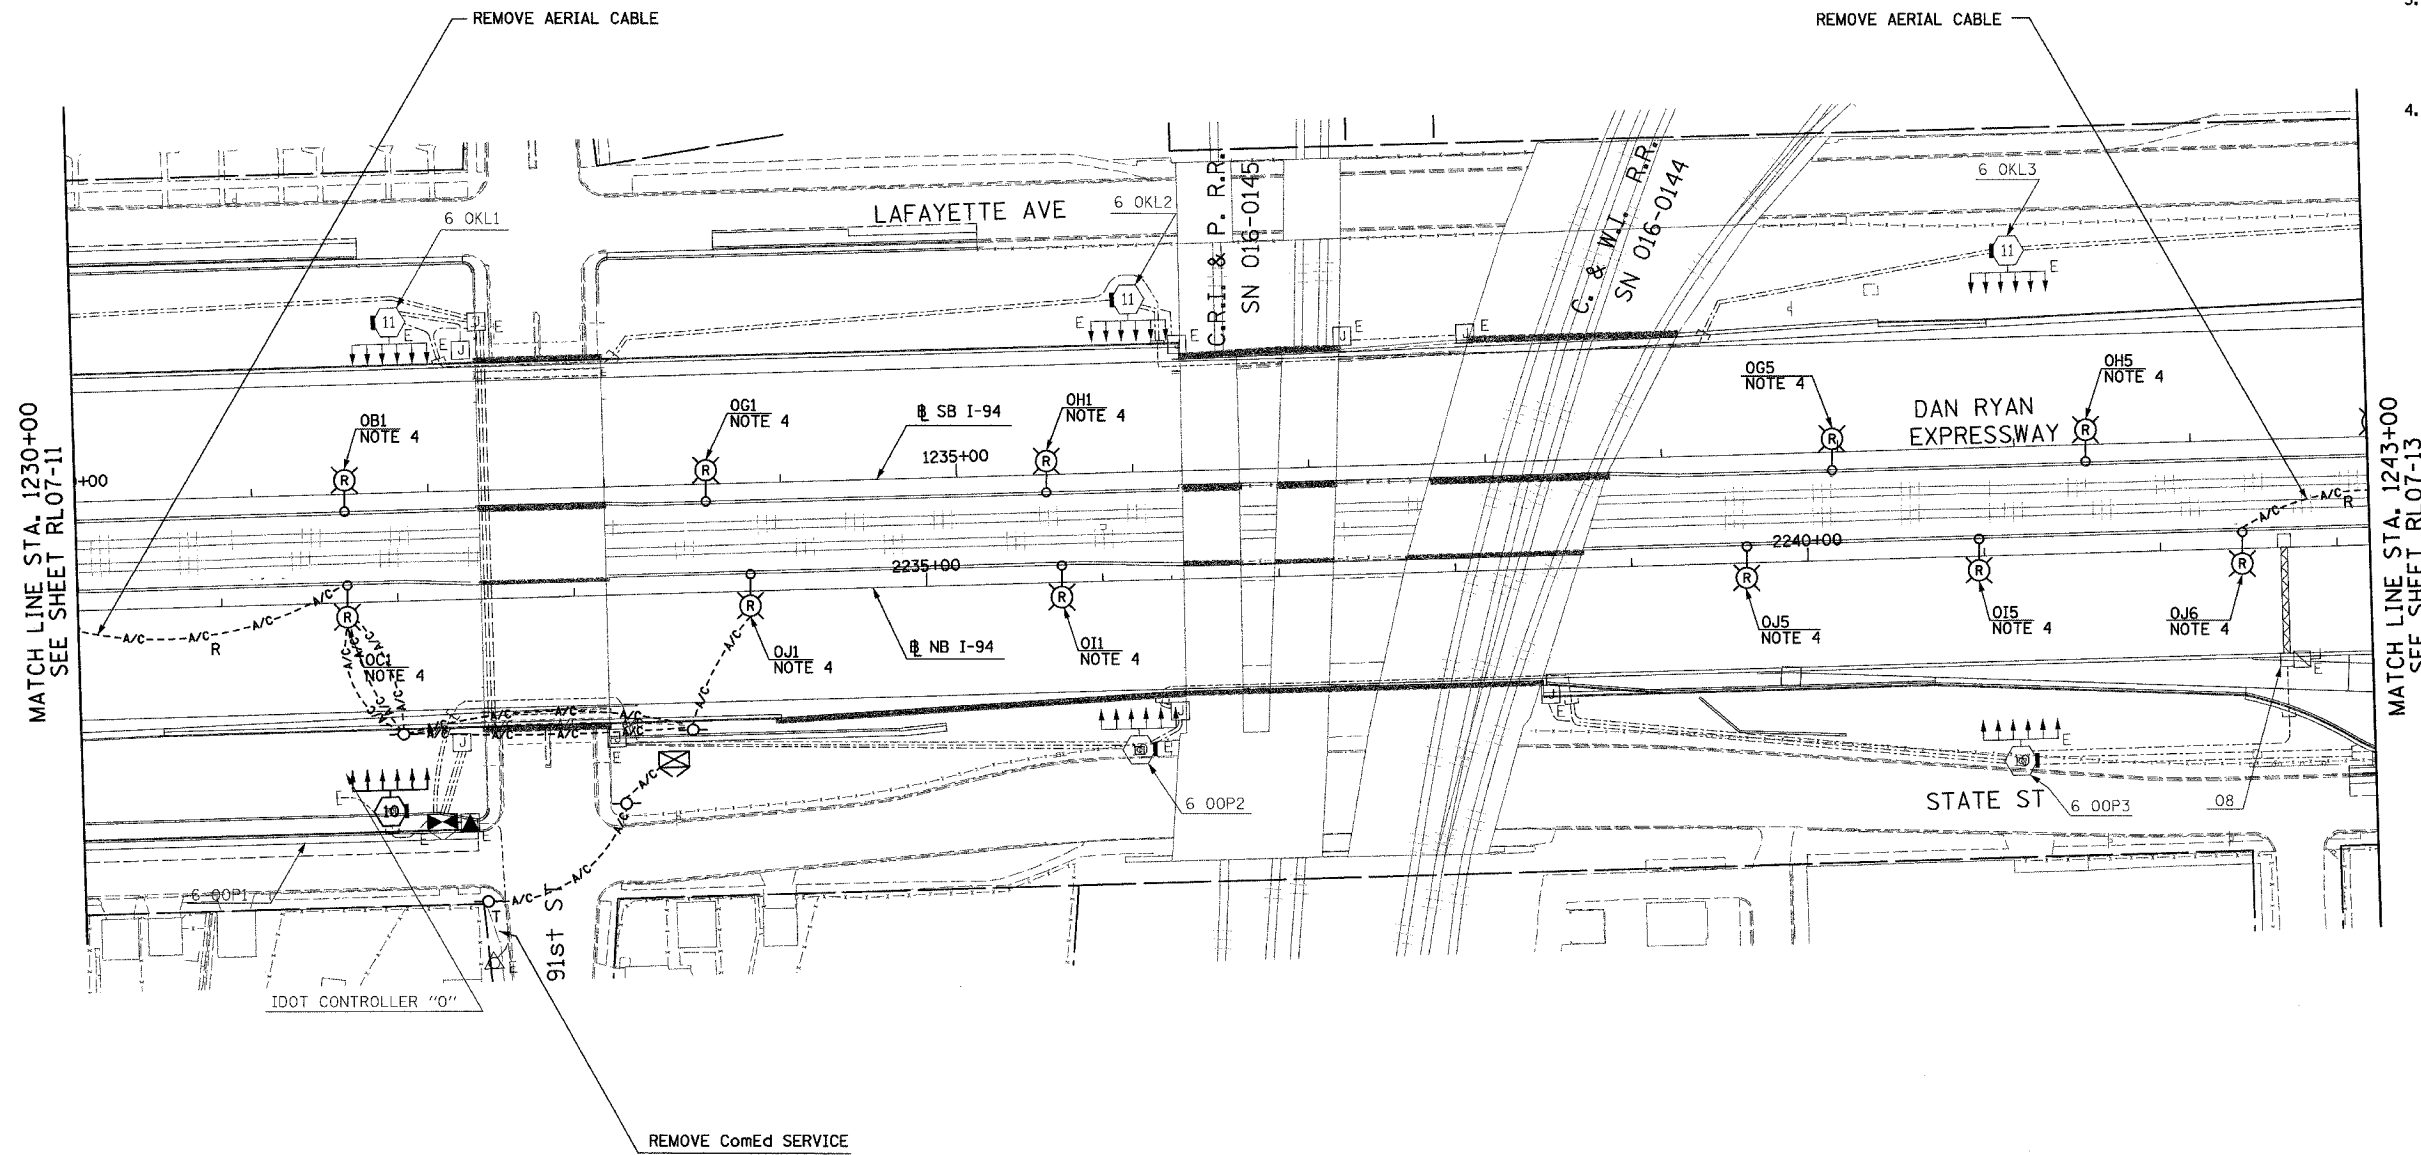 REMOVE AERIAL CABLE
REMOVE AERIAL CABLE
4.
6 OKL1
LAFAYETTE AVE
6 OKL2
C.R.I. & P. R.R.
SN 016-0145
C. & W.I. R.R.
SN 016-0144
6 OKL3
11
11
11
E
E
E
E
E
E
E
J
J
J
J
MATCH LINE STA. 1230+00
SEE SHEET RL07-11
OB1
NOTE 4
OG1
NOTE 4
℄ SB I-94
1235+00
OH1
NOTE 4
OG5
NOTE 4
DAN RYAN
EXPRESSWAY
OH5
NOTE 4
MATCH LINE STA. 1243+00
SEE SHEET RL07-13
+00
R
R
R
R
R
A/C
A/C
R
2235+00
2240+00
R
R
R
R
R
R
A/C
A/C
A/C
A/C
R
OC1
NOTE 4
OJ1
NOTE 4
℄ NB I-94
OI1
NOTE 4
OJ5
NOTE 4
OI5
NOTE 4
OJ6
NOTE 4
A/C
A/C
A/C
A/C
A/C
A/C
J
J
E
E
E
10
6 OOP2
STATE ST
6 OOP3
O8
6 OOP1
A/C
A/C
A/C
A/C
T
91st ST
IDOT CONTROLLER "O"
REMOVE ComEd SERVICE